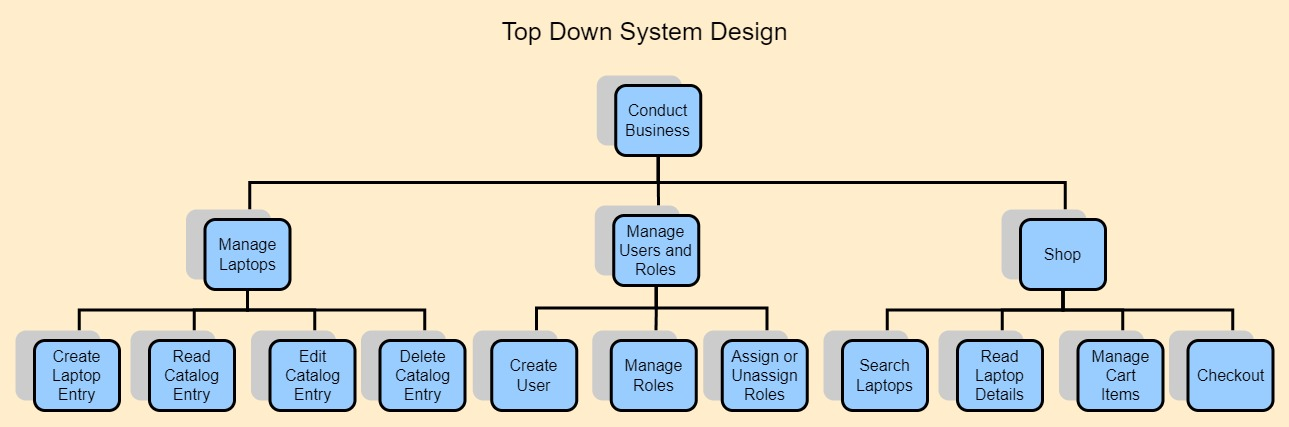 Top Down System Design
Conduct
Business
Manage
Laptops
Manage
Users and
Roles
Shop
Create
Laptop
Entry
Read
Catalog
Entry
Edit
Catalog
Entry
Delete
Catalog
Entry
Create
User
Manage
Roles
Assign or
Unassign
Roles
Search
Laptops
Read
Laptop
Details
Manage
Cart
Items
Checkout